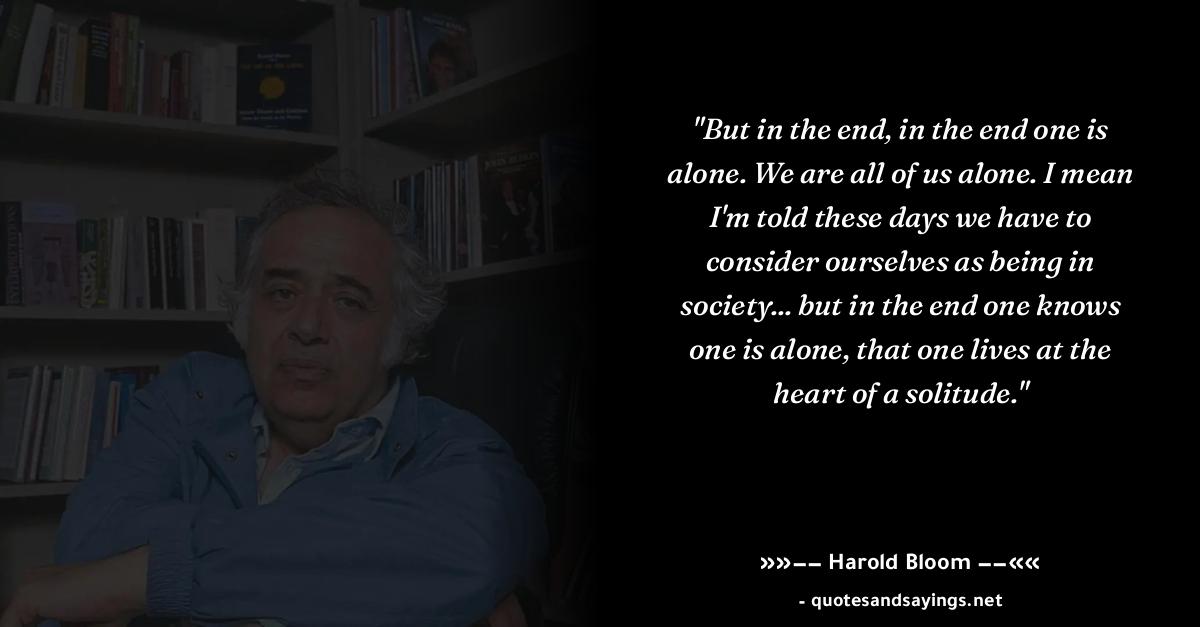 "But in the end, in the end one is
alone. We are all of us alone. I mean
I'm told these days we have to
consider ourselves as being in
society... but in the end one knows
one is alone, that one lives at the
heart of a solitude."
»»−− Harold Bloom −−««
- quotesandsayings.net